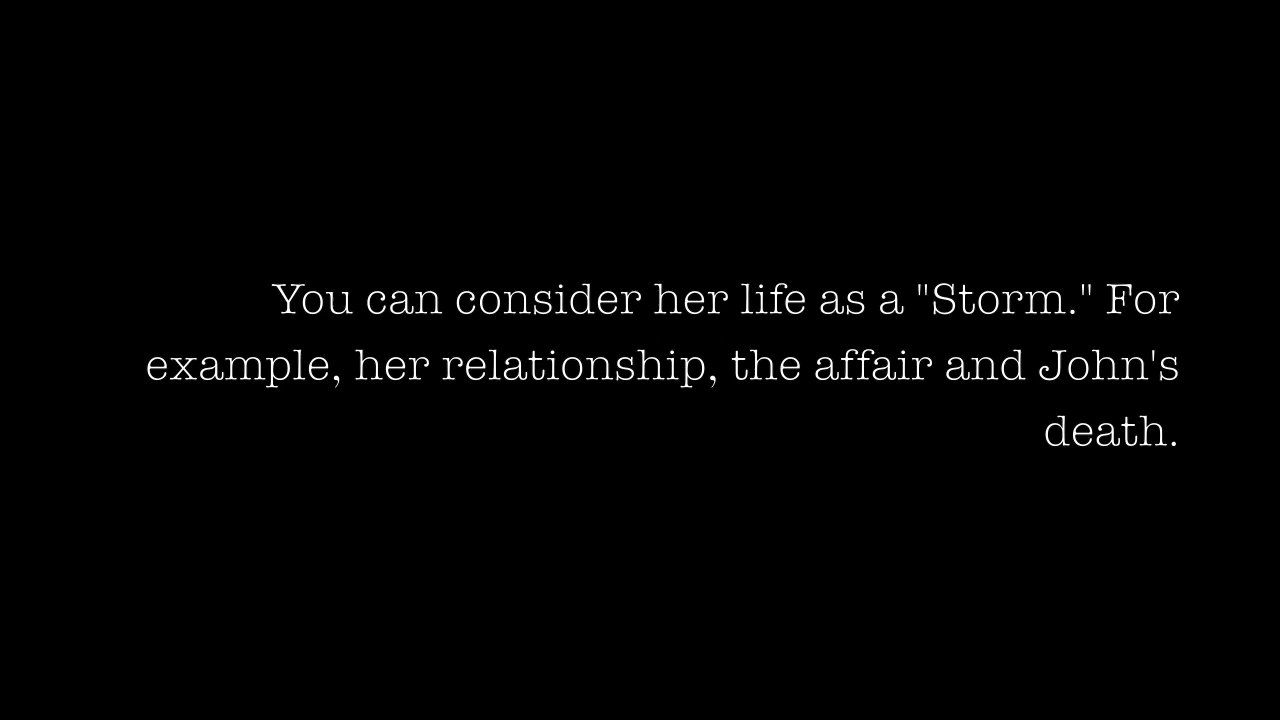 You can consider her life as a "Storm." For
example, her relationship, the affair and John's
death.